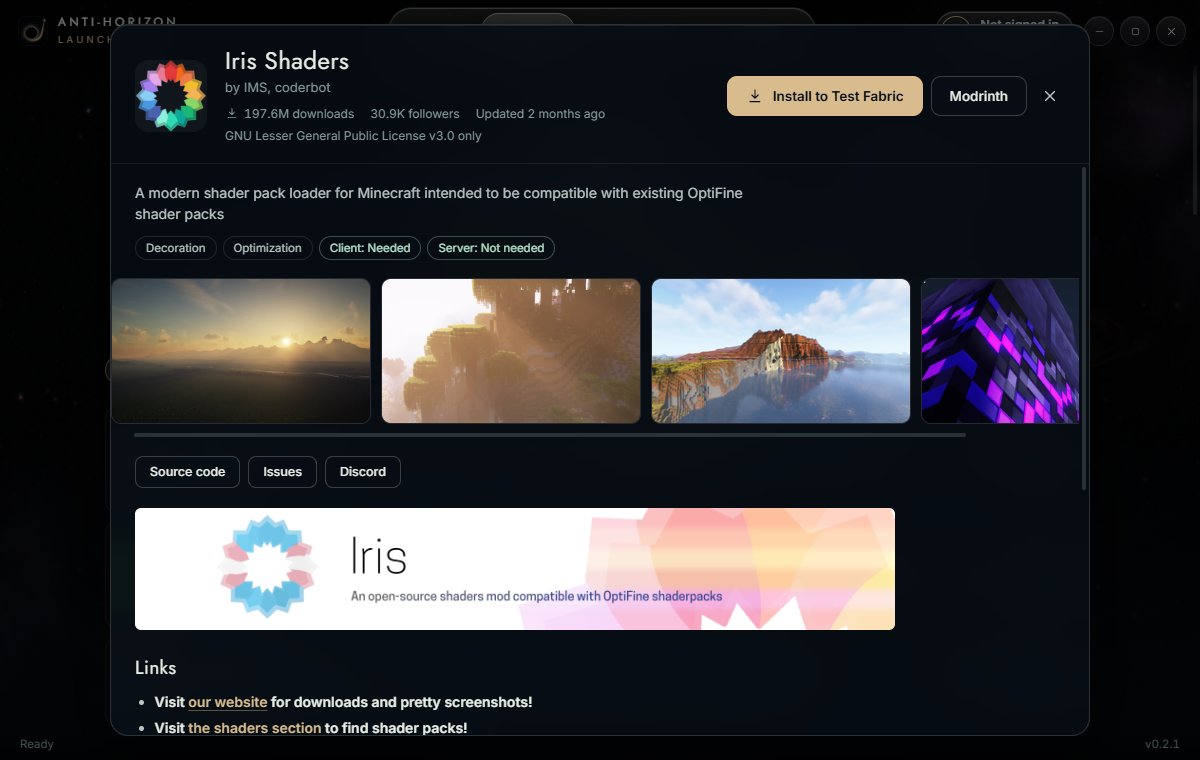 ANTI-HORIZON
Not signed in
Iris Shaders
by IMS, coderbot
197.6M downloads 30.9K followers Updated 2 months ago
GNU Lesser General Public License v3.0 only
Install to Test Fabric
Modrinth
A modern shader pack loader for Minecraft intended to be compatible with existing OptiFine
shader packs
Decoration Optimization Client: Needed Server: Not needed
Source code Issues Discord
Iris
An open-source shaders mod compatible with OptiFine shaderpacks
Links
• Visit our website for downloads and pretty screenshots!
• Visit the shaders section to find shader packs!
Ready
v0.2.1